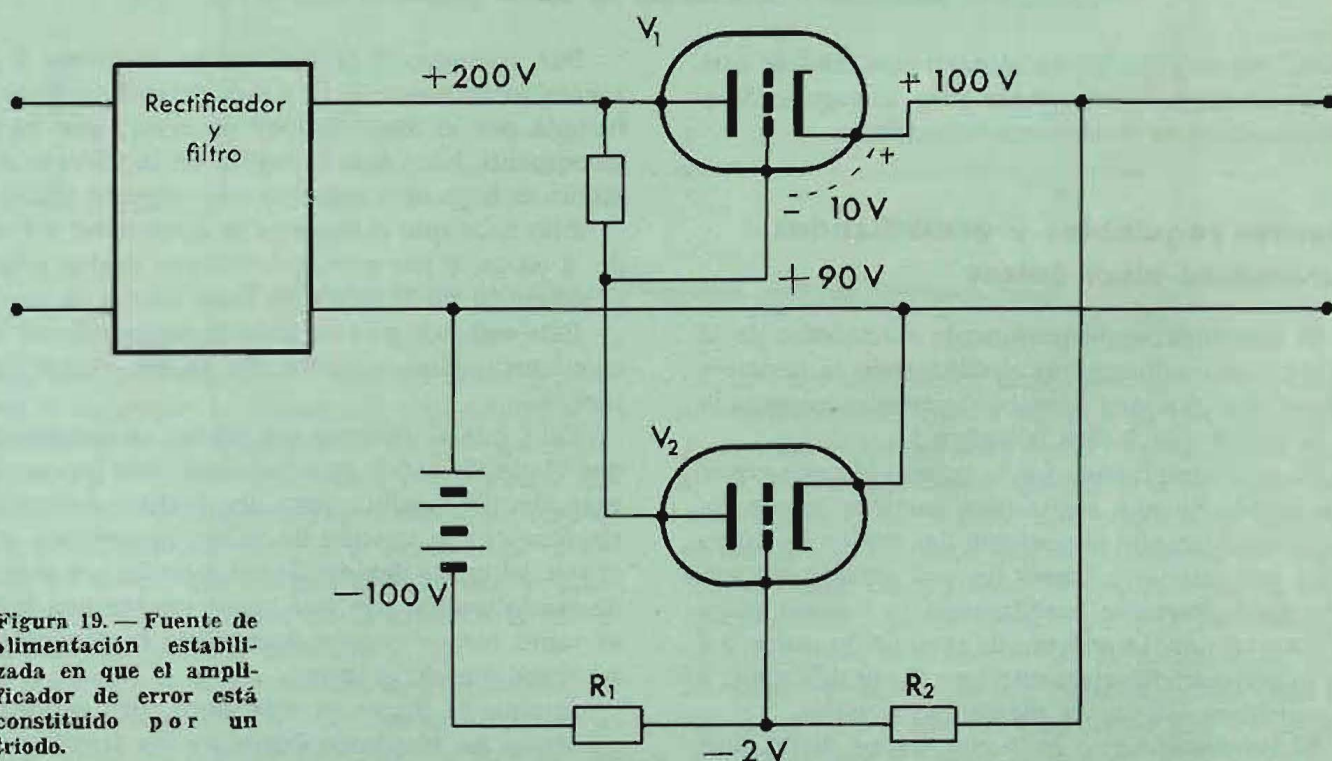 V₁
+200 V
+ 100 V
Rectificador
y
filtro
+
− 10 V
+ 90 V
V₂
−100 V
R₁
R₂
− 2 V
Figura 19. — Fuente de
alimentación estabili-
zada en que el ampli-
ficador de error está
constituido por un
triodo.